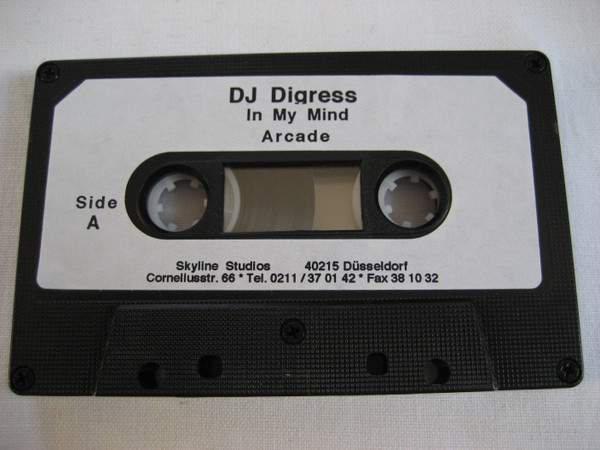 DJ Digress
In My Mind
Arcade
Side
A
Skyline Studios 40215 Düsseldorf
Corneliusstr. 66 * Tel. 0211 / 37 01 42 * Fax 38 10 32